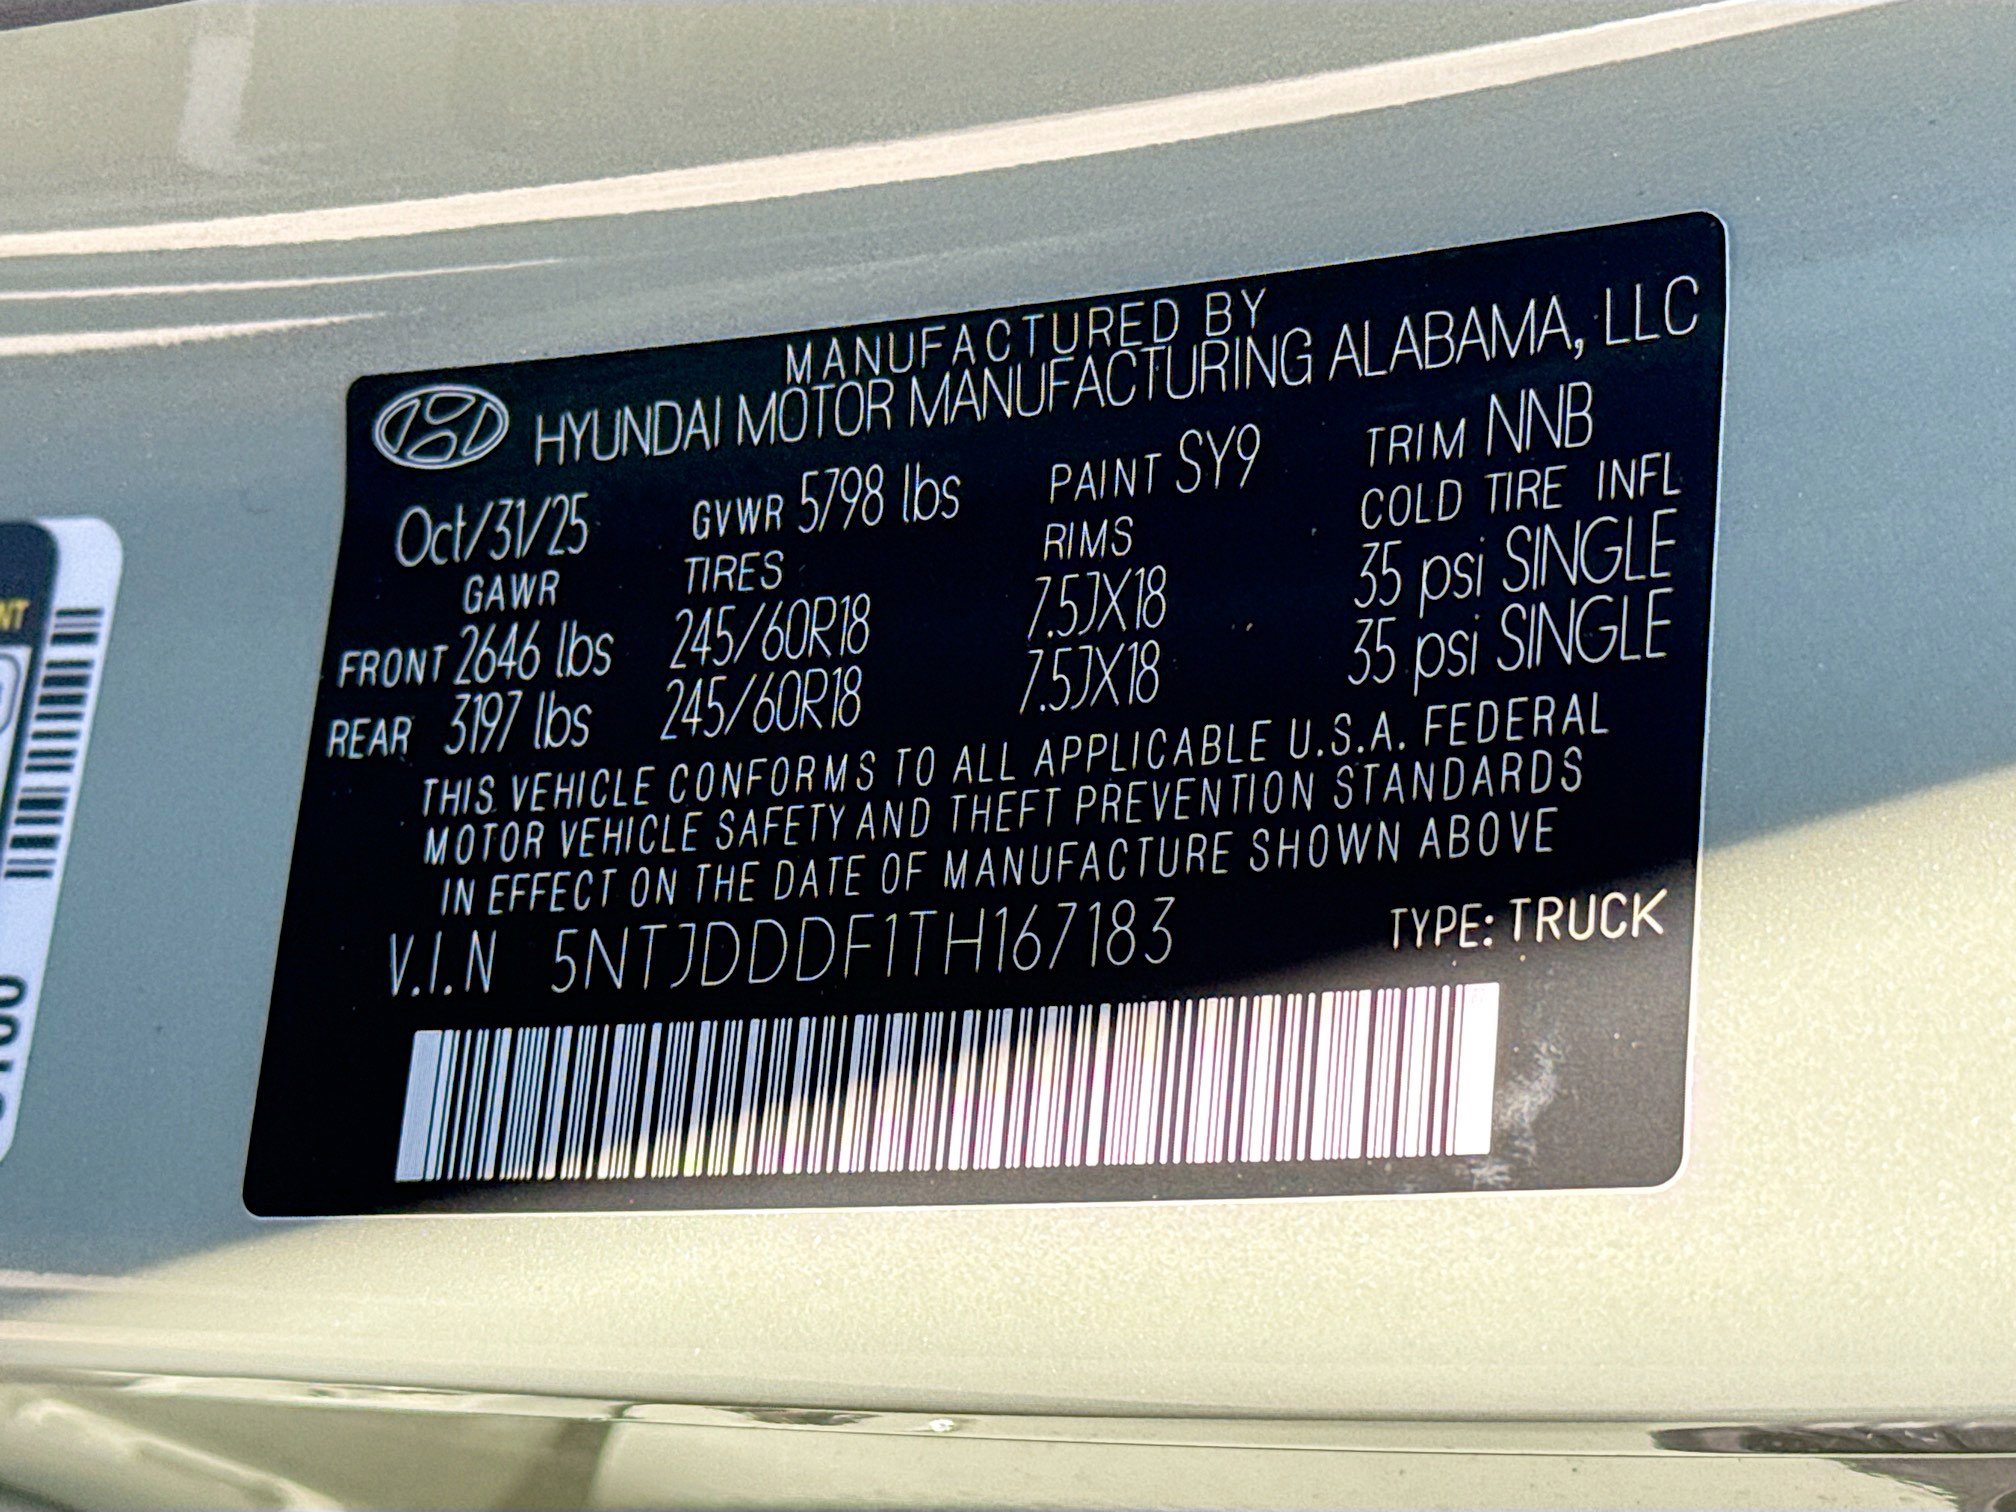 MANUFACTURED BY
HYUNDAI MOTOR MANUFACTURING ALABAMA, LLC
Oct/31/25 GVWR 5798 lbs PAINT SY9 TRIM NNB
GAWR TIRES RIMS COLD TIRE INFL
FRONT 2646 lbs 245/60R18 7.5JX18 35 psi SINGLE
REAR 3197 lbs 245/60R18 7.5JX18 35 psi SINGLE
THIS VEHICLE CONFORMS TO ALL APPLICABLE U.S.A. FEDERAL
MOTOR VEHICLE SAFETY AND THEFT PREVENTION STANDARDS
IN EFFECT ON THE DATE OF MANUFACTURE SHOWN ABOVE
V.I.N 5NTJDDDF1TH167183 TYPE: TRUCK